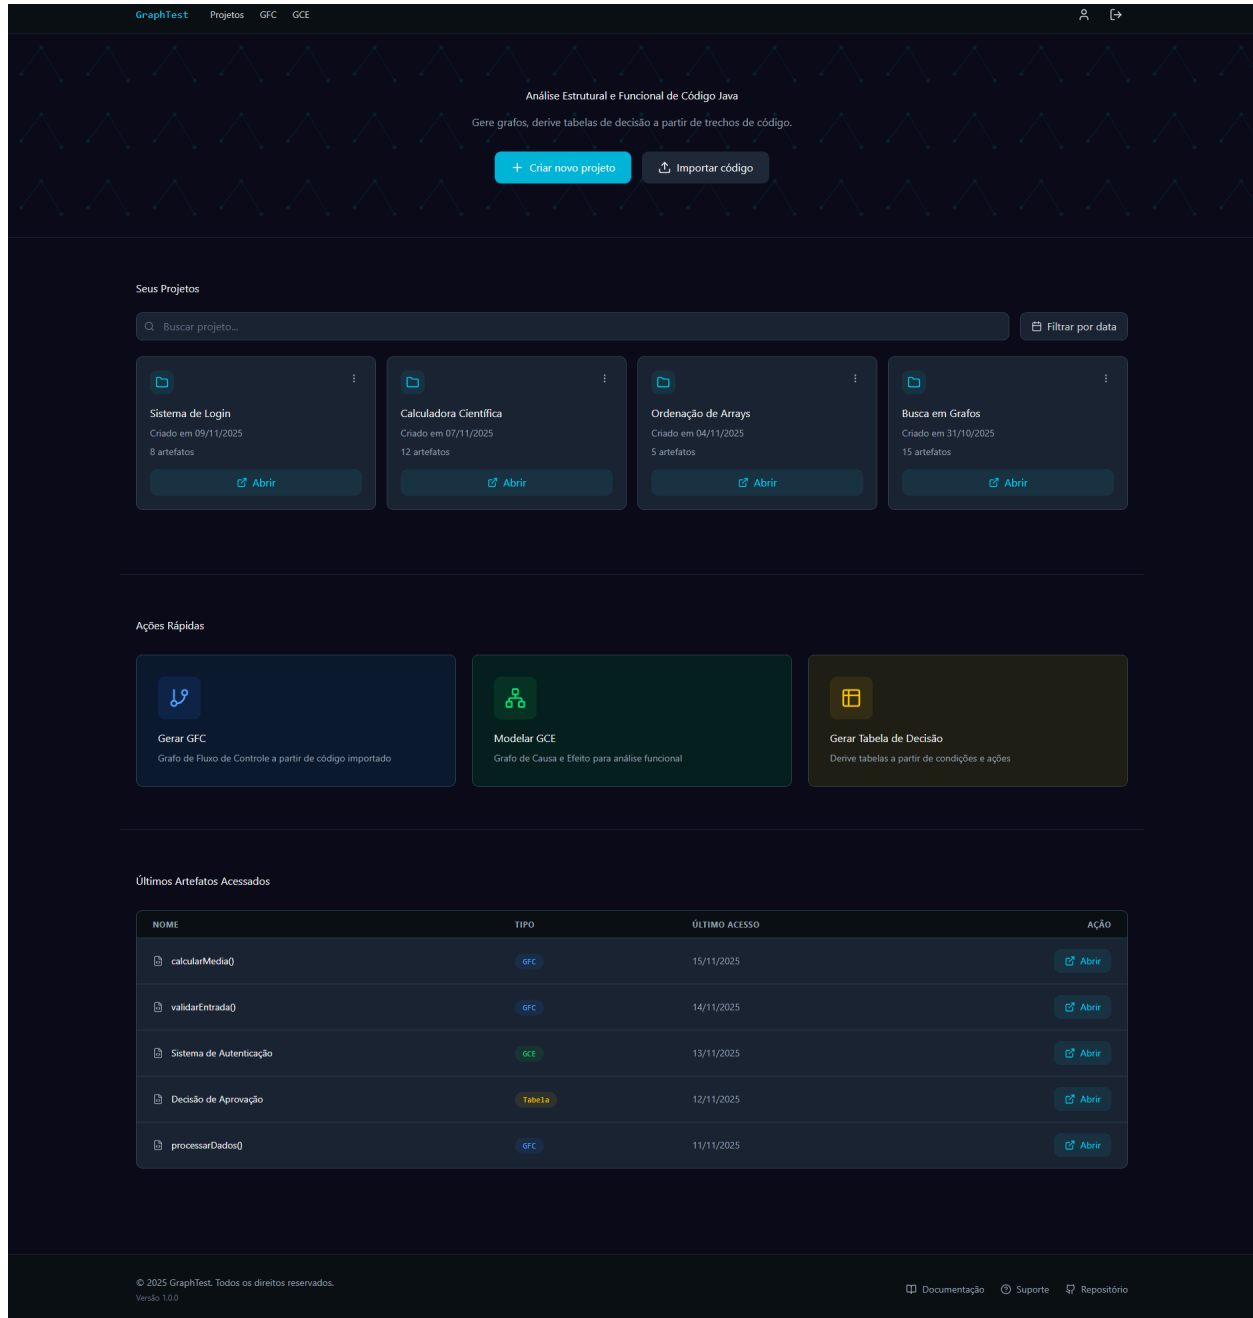 GraphTest Projetos GFC GCE
Análise Estrutural e Funcional de Código Java
Gere grafos, derive tabelas de decisão a partir de trechos de código.
Criar novo projeto Importar código
Seus Projetos
Buscar projeto... Filtrar por data
Sistema de Login
Criado em 09/11/2025
8 artefatos
Abrir
Calculadora Científica
Criado em 07/11/2025
12 artefatos
Abrir
Ordenação de Arrays
Criado em 04/11/2025
5 artefatos
Abrir
Busca em Grafos
Criado em 31/10/2025
15 artefatos
Abrir
Ações Rápidas
Gerar GFC
Grafo de Fluxo de Controle a partir de código importado
Modelar GCE
Grafo de Causa e Efeito para análise funcional
Gerar Tabela de Decisão
Derive tabelas a partir de condições e ações
Últimos Artefatos Acessados
NOME TIPO ÚLTIMO ACESSO AÇÃO
calcularMedia() GFC 15/11/2025 Abrir
validarEntrada() GFC 14/11/2025 Abrir
Sistema de Autenticação GCE 13/11/2025 Abrir
Decisão de Aprovação Tabela 12/11/2025 Abrir
processarDados() GFC 11/11/2025 Abrir
© 2025 GraphTest. Todos os direitos reservados.
Versão 1.0.0
Documentação Suporte Repositório